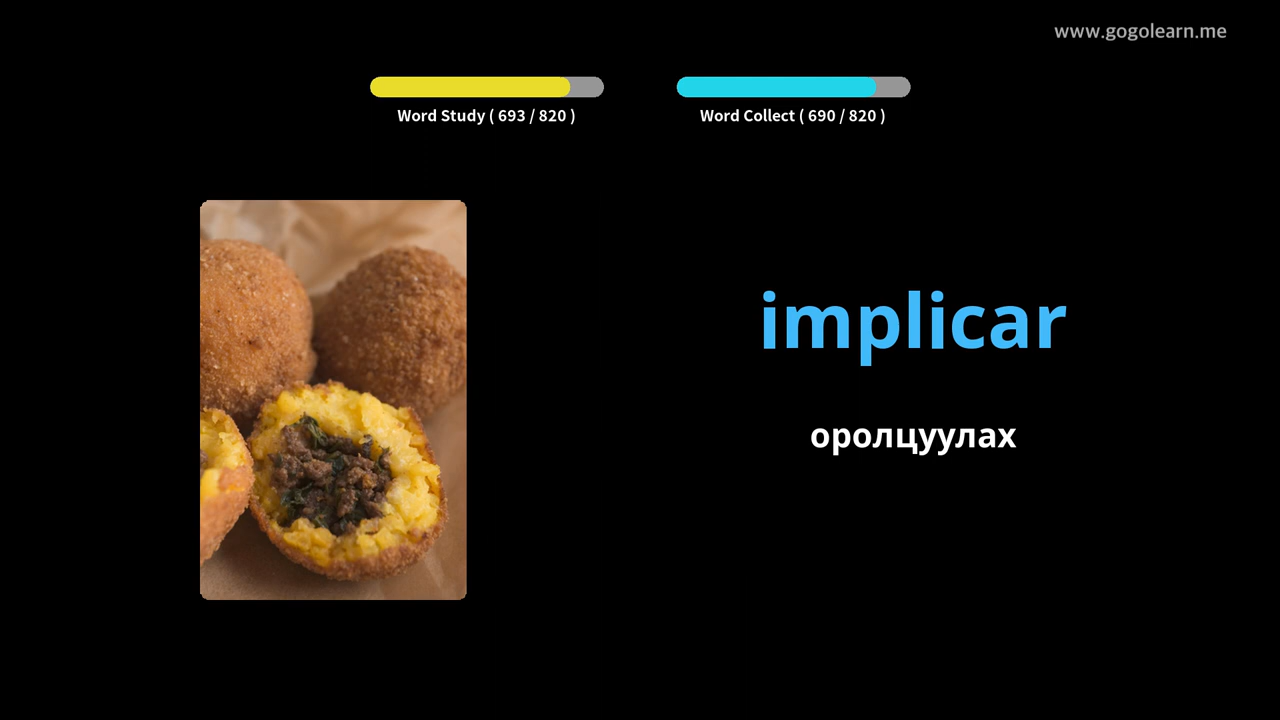 www.gogolearn.me
Word Study ( 693 / 820 )
Word Collect ( 690 / 820 )
implicar
оролцуулах